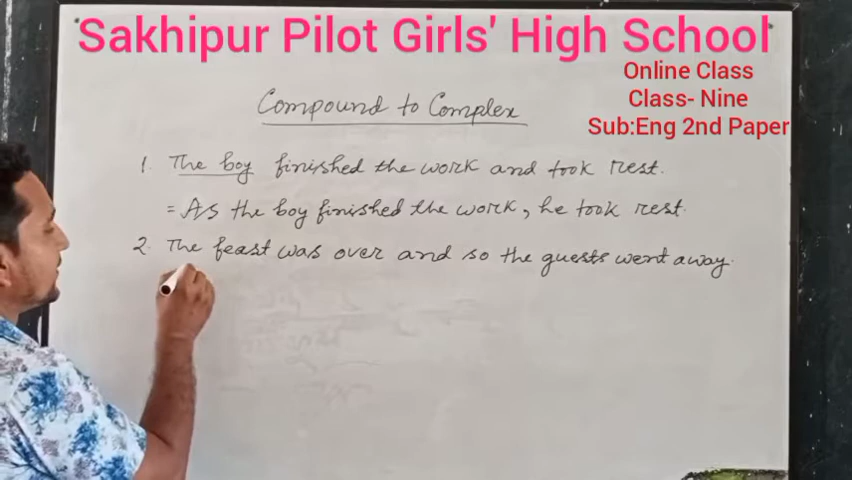 Sakhipur Pilot Girls' High School
Online Class
Class- Nine
Sub:Eng 2nd Paper
Compound to Complex
1. The boy finished the work and took rest.
= As the boy finished the work, he took rest.
2. The feast was over and so the guests went away.